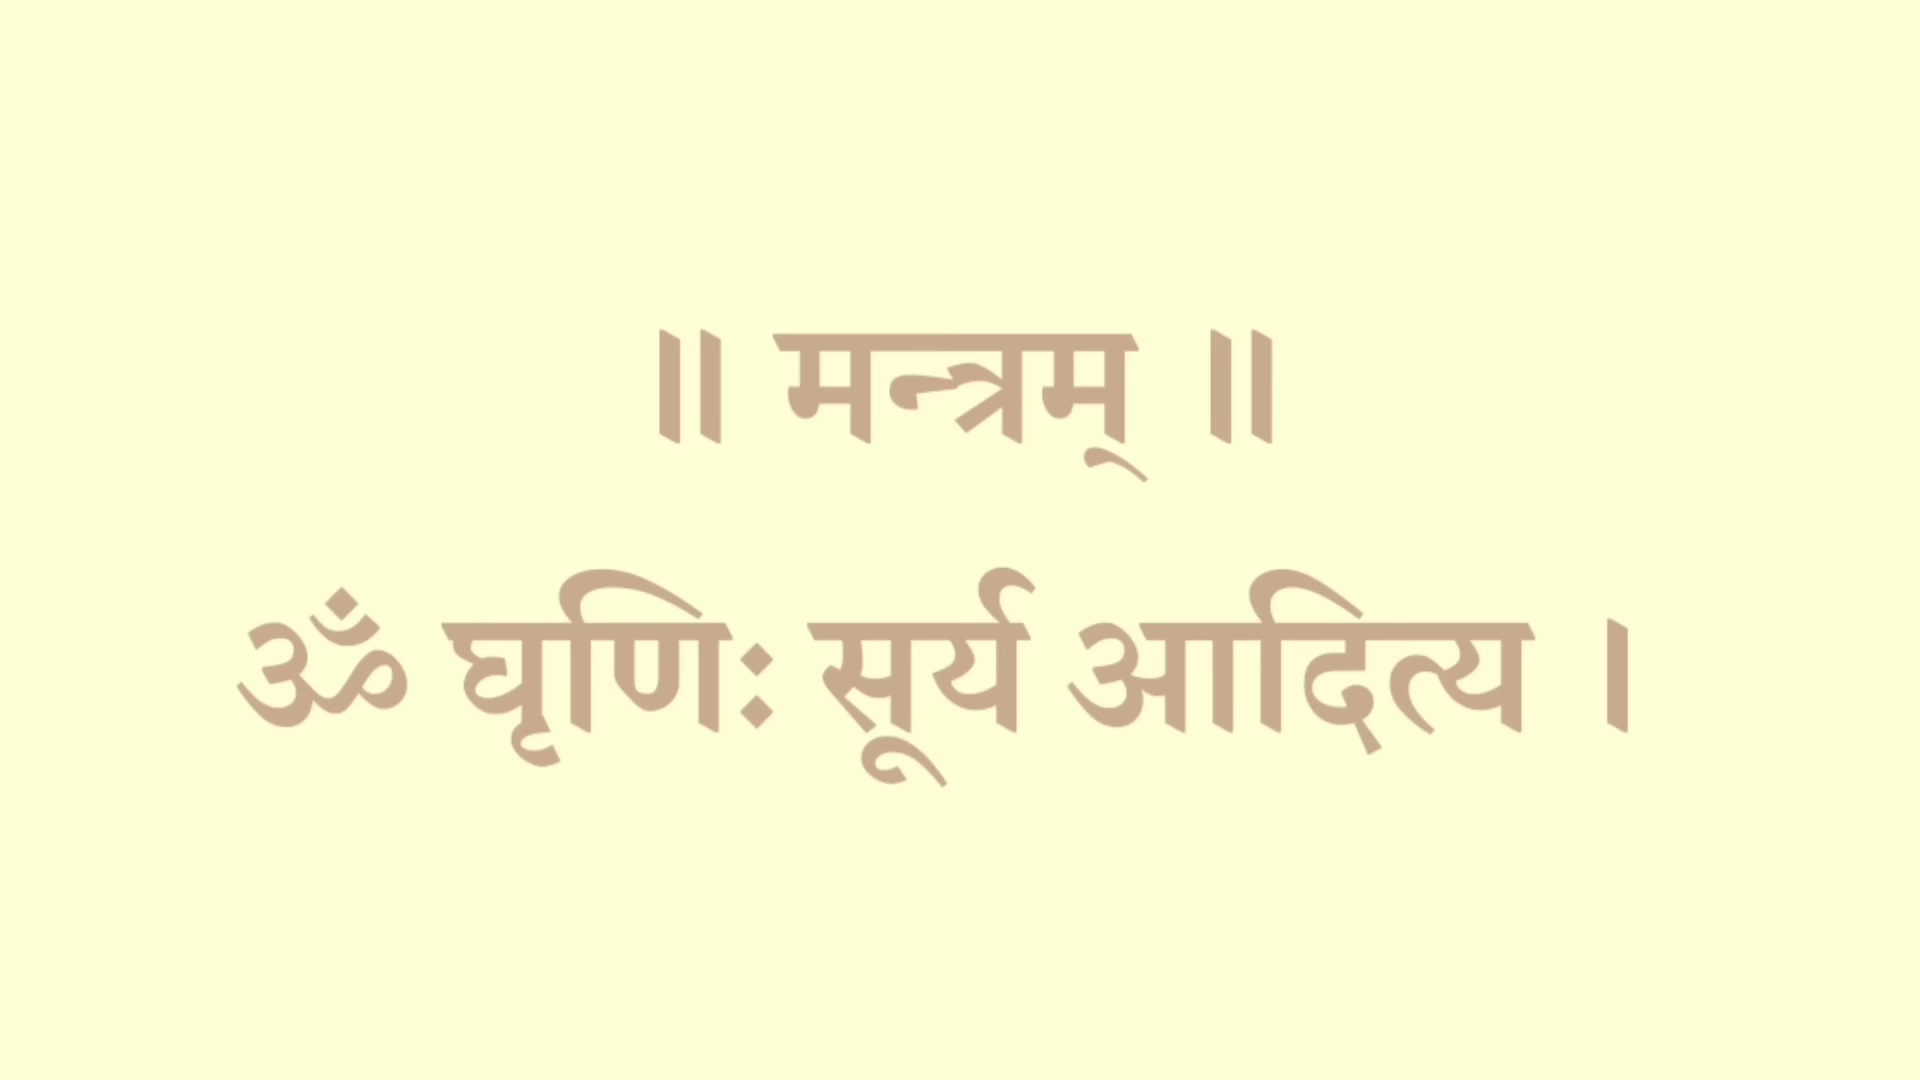 ॥ मन्त्रम् ॥
ॐ घृणिः सूर्य आदित्य ।